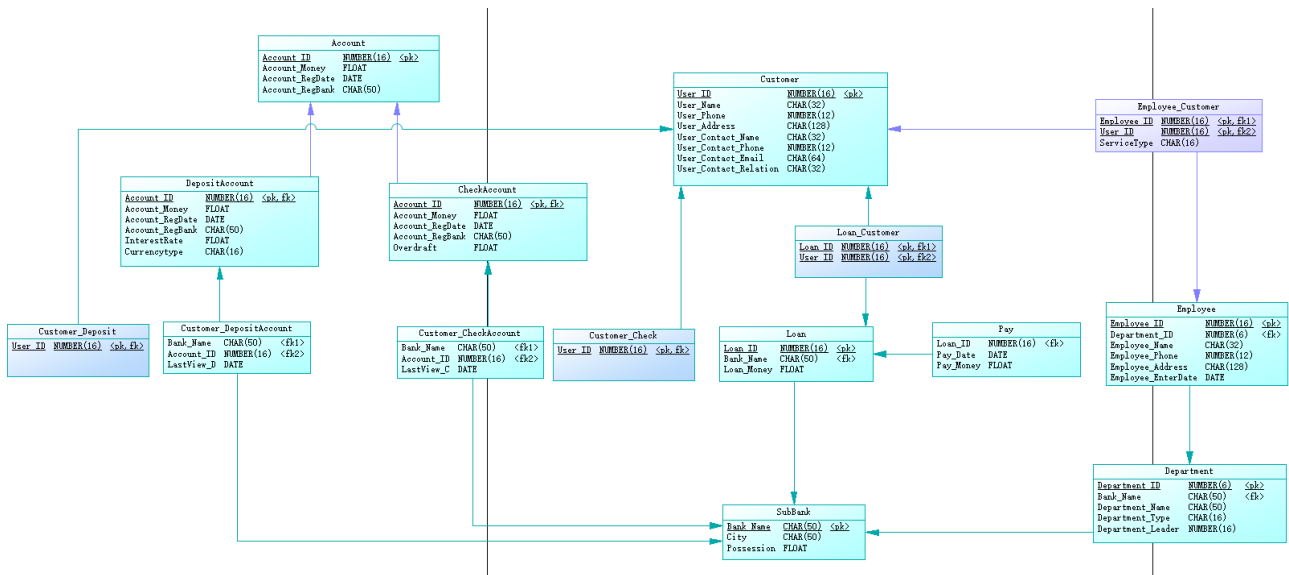 Account
Account_ID NUMBER(16) <pk>
Account_Money FLOAT
Account_RegDate DATE
Account_RegBank CHAR(50)
Customer
User_ID NUMBER(16) <pk>
User_Name CHAR(32)
User_Phone NUMBER(12)
User_Address CHAR(128)
User_Contact_Name CHAR(32)
User_Contact_Phone NUMBER(12)
User_Contact_Email CHAR(64)
User_Contact_Relation CHAR(32)
Employee_Customer
Employee_ID NUMBER(16) <pk,fk1>
User_ID NUMBER(16) <pk,fk2>
ServiceType CHAR(16)
DepositAccount
Account_ID NUMBER(16) <pk,fk>
Account_Money FLOAT
Account_RegDate DATE
Account_RegBank CHAR(50)
InterestRate FLOAT
Currencytype CHAR(16)
CheckAccount
Account_ID NUMBER(16) <pk,fk>
Account_Money FLOAT
Account_RegDate DATE
Account_RegBank CHAR(50)
Overdraft FLOAT
Loan_Customer
Loan_ID NUMBER(16) <pk,fk1>
User_ID NUMBER(16) <pk,fk2>
Customer_Deposit
User_ID NUMBER(16) <pk,fk>
Customer_DepositAccount
Bank_Name CHAR(50) <fk1>
Account_ID NUMBER(16) <fk2>
LastView_D DATE
Customer_CheckAccount
Bank_Name CHAR(50) <fk1>
Account_ID NUMBER(16) <fk2>
LastView_C DATE
Customer_Check
User_ID NUMBER(16) <pk,fk>
Loan
Loan_ID NUMBER(16) <pk>
Bank_Name CHAR(50) <fk>
Loan_Money FLOAT
Pay
Loan_ID NUMBER(16) <fk>
Pay_Date DATE
Pay_Money FLOAT
Employee
Employee_ID NUMBER(16) <pk>
Department_ID NUMBER(6) <fk>
Employee_Name CHAR(32)
Employee_Phone NUMBER(12)
Employee_Address CHAR(128)
Employee_EnterDate DATE
Department
Department_ID NUMBER(6) <pk>
Bank_Name CHAR(50) <fk>
Department_Name CHAR(50)
Department_Type CHAR(16)
Department_Leader NUMBER(16)
SubBank
Bank_Name CHAR(50) <pk>
City CHAR(50)
Possession FLOAT